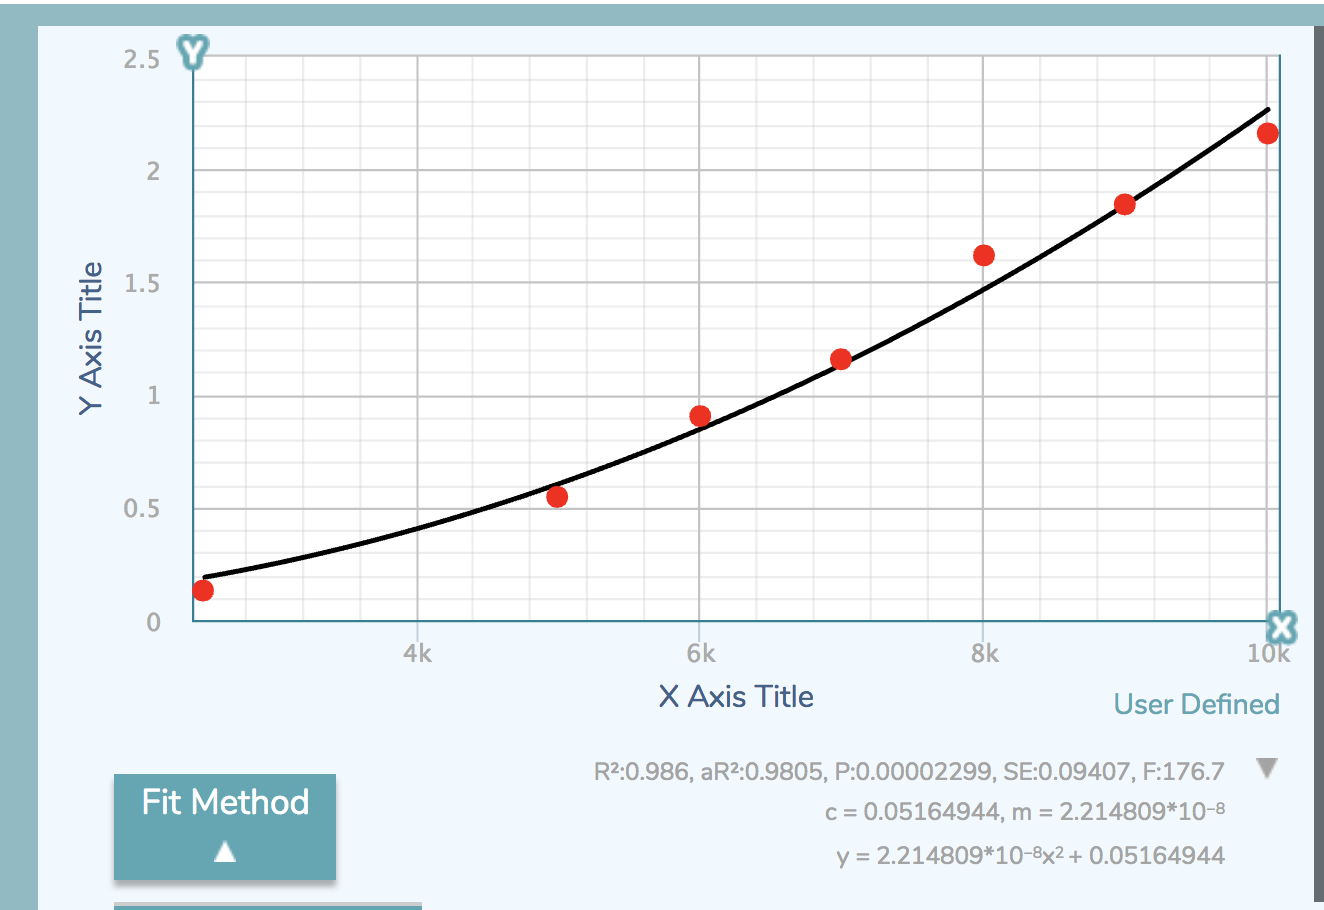 Y
2.5
2
1.5
1
0.5
0
Y Axis Title
4k 6k 8k 10k
X
X Axis Title
User Defined
R²:0.986, aR²:0.9805, P:0.00002299, SE:0.09407, F:176.7 ▼
c = 0.05164944, m = 2.214809*10⁻⁸
y = 2.214809*10⁻⁸x² + 0.05164944
Fit Method
▲